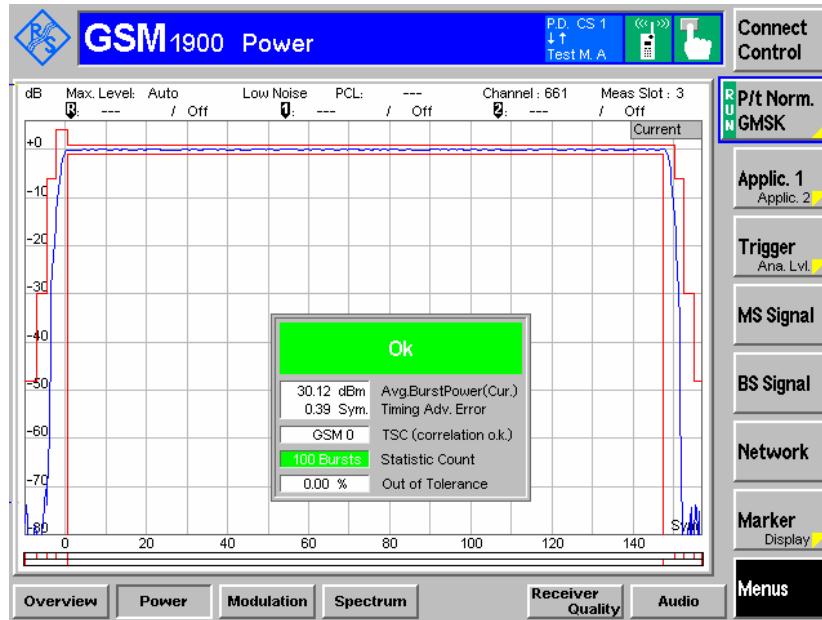 R S
GSM 1900 Power
P.D. CS 1
Test M. A
Connect Control
dB Max. Level: Auto Low Noise PCL: --- Channel : 661 Meas Slot : 3
R: --- / Off 1: --- / Off 2: --- / Off
Current
+0
-10
-20
-30
-40
-50
-60
-70
-80
Sym
0 20 40 60 80 100 120 140
Ok
30.12 dBm Avg.BurstPower(Cur.)
0.39 Sym. Timing Adv. Error
GSM 0 TSC (correlation o.k.)
100 Bursts Statistic Count
0.00 % Out of Tolerance
RUN
P/t Norm.
GMSK
Applic. 1
Applic. 2
Trigger
Ana. Lvl.
MS Signal
BS Signal
Network
Marker
Display
Menus
Overview Power Modulation Spectrum Receiver Quality Audio